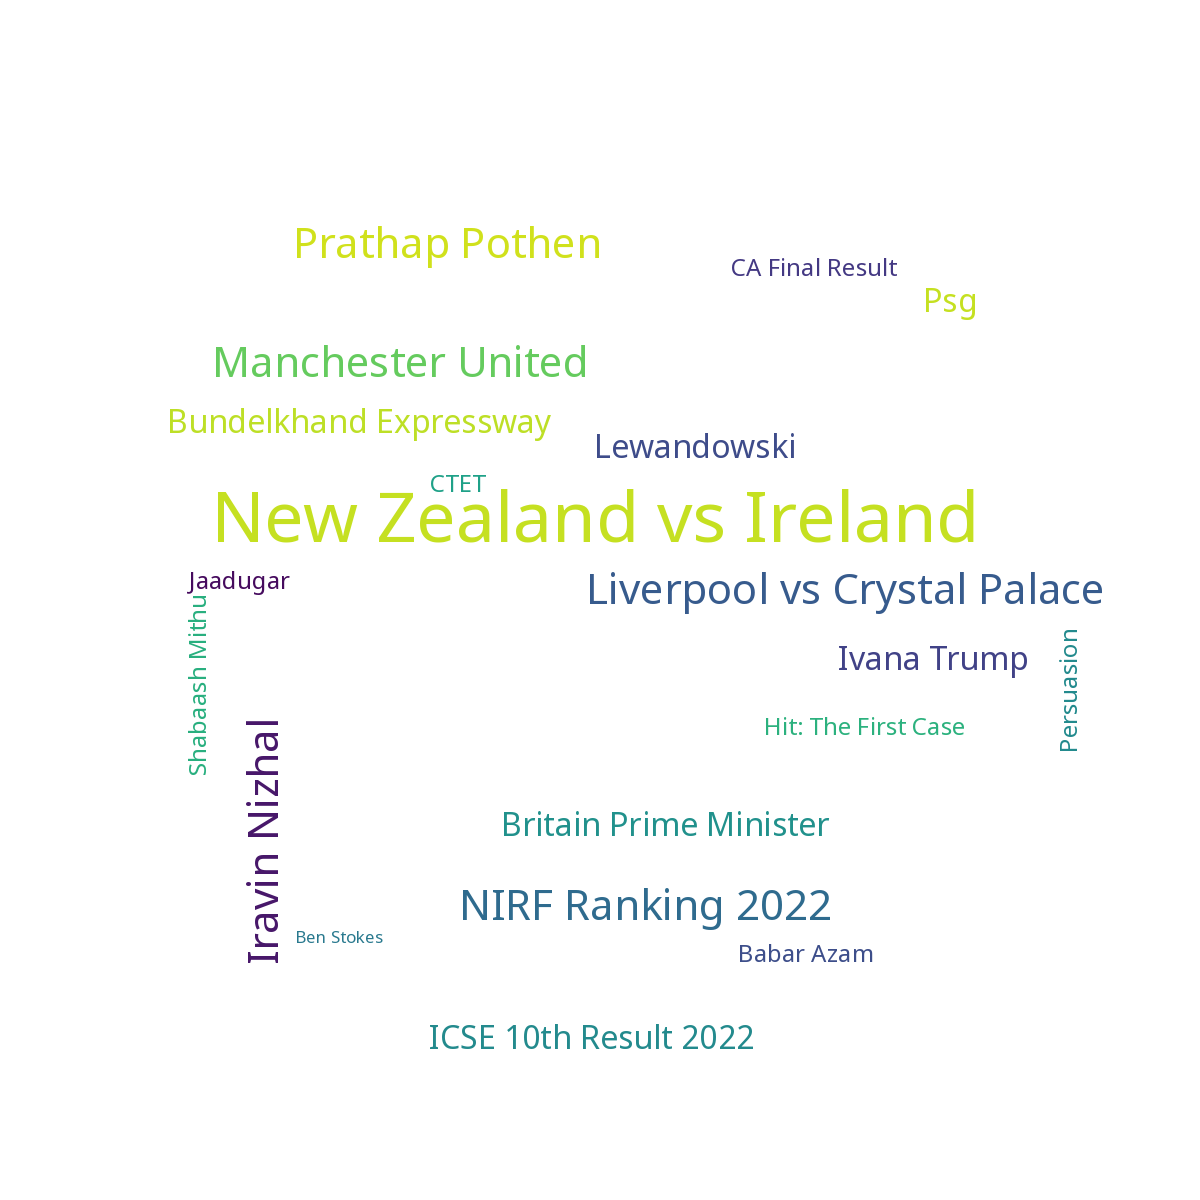 Prathap Pothen
CA Final Result
Psg
Manchester United
Bundelkhand Expressway
Lewandowski
CTET
New Zealand vs Ireland
Jaadugar
Liverpool vs Crystal Palace
Shabaash Mithu
Ivana Trump
Persuasion
Hit: The First Case
Iravin Nizhal
Britain Prime Minister
NIRF Ranking 2022
Ben Stokes
Babar Azam
ICSE 10th Result 2022